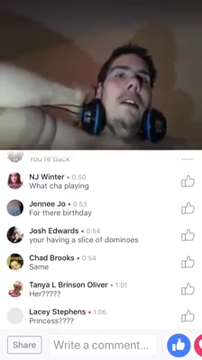 You're Back
NJ Winter • 0:50
What cha playing
Jennee Jo • 0:53
For there birthday
Josh Edwards • 0:54
your having a slice of dominoes
Chad Brooks • 0:54
Same
Tanya L Brinson Oliver • 1:01
Her?????
Lacey Stephens • 1:06
Princess????
Share
Write a comment...